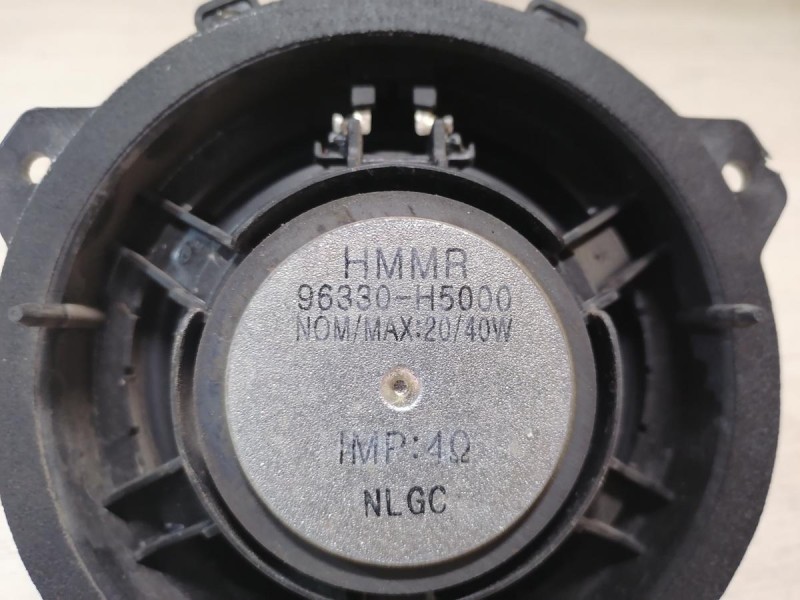 HMMR
96330-H5000
NOM/MAX:20/40W
IMP:4Ω
NLGC